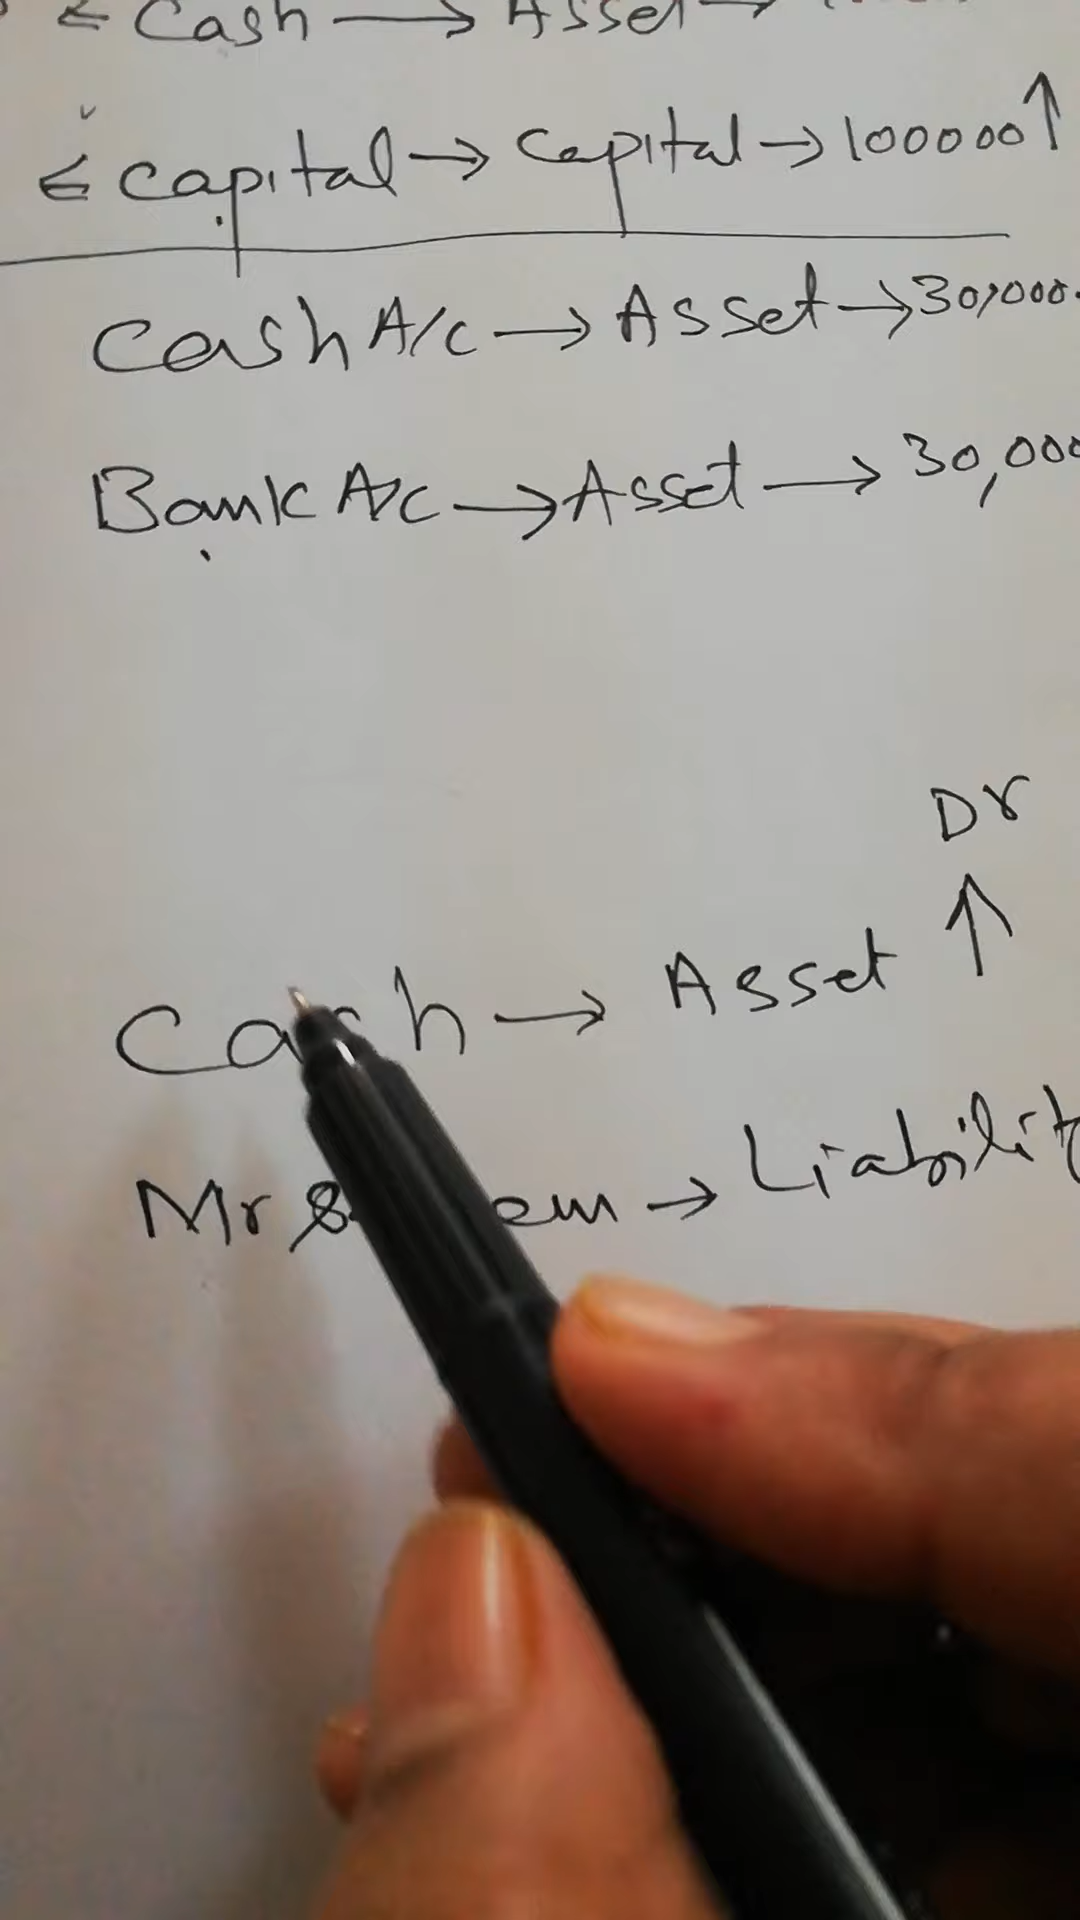 ← Cash → Asset →
← Capital → Capital → 100000 ↑
Cash A/c → Asset → 30,000
Bank A/c → Asset → 30,000
Dr
Cash → Asset ↑
Mr → Liabilit